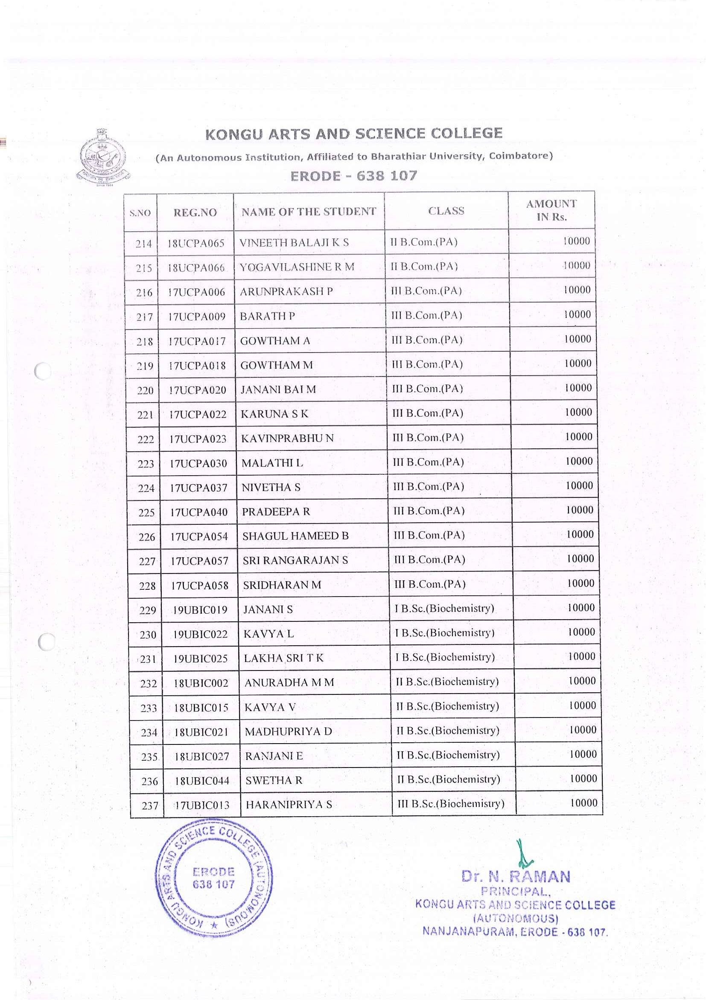 KONGU ARTS AND SCIENCE COLLEGE
(An Autonomous Institution, Affiliated to Bharathiar University, Coimbatore)
ERODE - 638 107
Since 1994
S.NO REG.NO NAME OF THE STUDENT CLASS AMOUNT IN Rs.
214 18UCPA065 VINEETH BALAJI K S II B.Com.(PA) 10000
215 18UCPA066 YOGAVILASHINE R M II B.Com.(PA) 10000
216 17UCPA006 ARUNPRAKASH P III B.Com.(PA) 10000
217 17UCPA009 BARATH P III B.Com.(PA) 10000
218 17UCPA017 GOWTHAM A III B.Com.(PA) 10000
219 17UCPA018 GOWTHAM M III B.Com.(PA) 10000
220 17UCPA020 JANANI BAI M III B.Com.(PA) 10000
221 17UCPA022 KARUNA S K III B.Com.(PA) 10000
222 17UCPA023 KAVINPRABHU N III B.Com.(PA) 10000
223 17UCPA030 MALATHI L III B.Com.(PA) 10000
224 17UCPA037 NIVETHA S III B.Com.(PA) 10000
225 17UCPA040 PRADEEPA R III B.Com.(PA) 10000
226 17UCPA054 SHAGUL HAMEED B III B.Com.(PA) 10000
227 17UCPA057 SRI RANGARAJAN S III B.Com.(PA) 10000
228 17UCPA058 SRIDHARAN M III B.Com.(PA) 10000
229 19UBIC019 JANANI S I B.Sc.(Biochemistry) 10000
230 19UBIC022 KAVYA L I B.Sc.(Biochemistry) 10000
231 19UBIC025 LAKHA SRI T K I B.Sc.(Biochemistry) 10000
232 18UBIC002 ANURADHA M M II B.Sc.(Biochemistry) 10000
233 18UBIC015 KAVYA V II B.Sc.(Biochemistry) 10000
234 18UBIC021 MADHUPRIYA D II B.Sc.(Biochemistry) 10000
235 18UBIC027 RANJANI E II B.Sc.(Biochemistry) 10000
236 18UBIC044 SWETHA R II B.Sc.(Biochemistry) 10000
237 17UBIC013 HARANIPRIYA S III B.Sc.(Biochemistry) 10000
KONGU ARTS AND SCIENCE COLLEGE (AUTONOMOUS) ★
ERODE
638 107
Dr. N. RAMAN
PRINCIPAL,
KONGU ARTS AND SCIENCE COLLEGE
(AUTONOMOUS)
NANJANAPURAM, ERODE - 638 107.